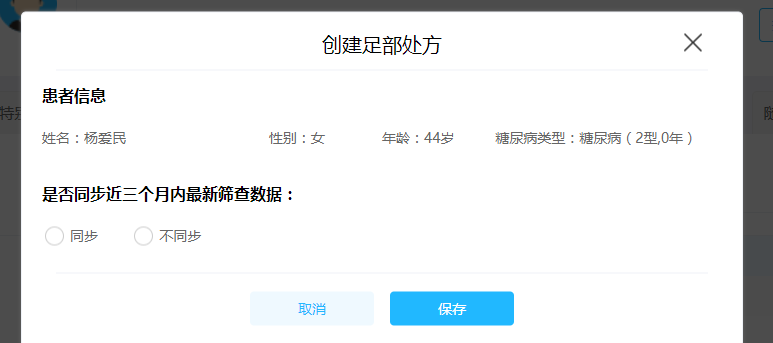 创建足部处方
患者信息
特别
姓名：杨爱民 性别：女 年龄：44岁 糖尿病类型：糖尿病（2型,0年）
是否同步近三个月内最新筛查数据：
同步 不同步
取消 保存